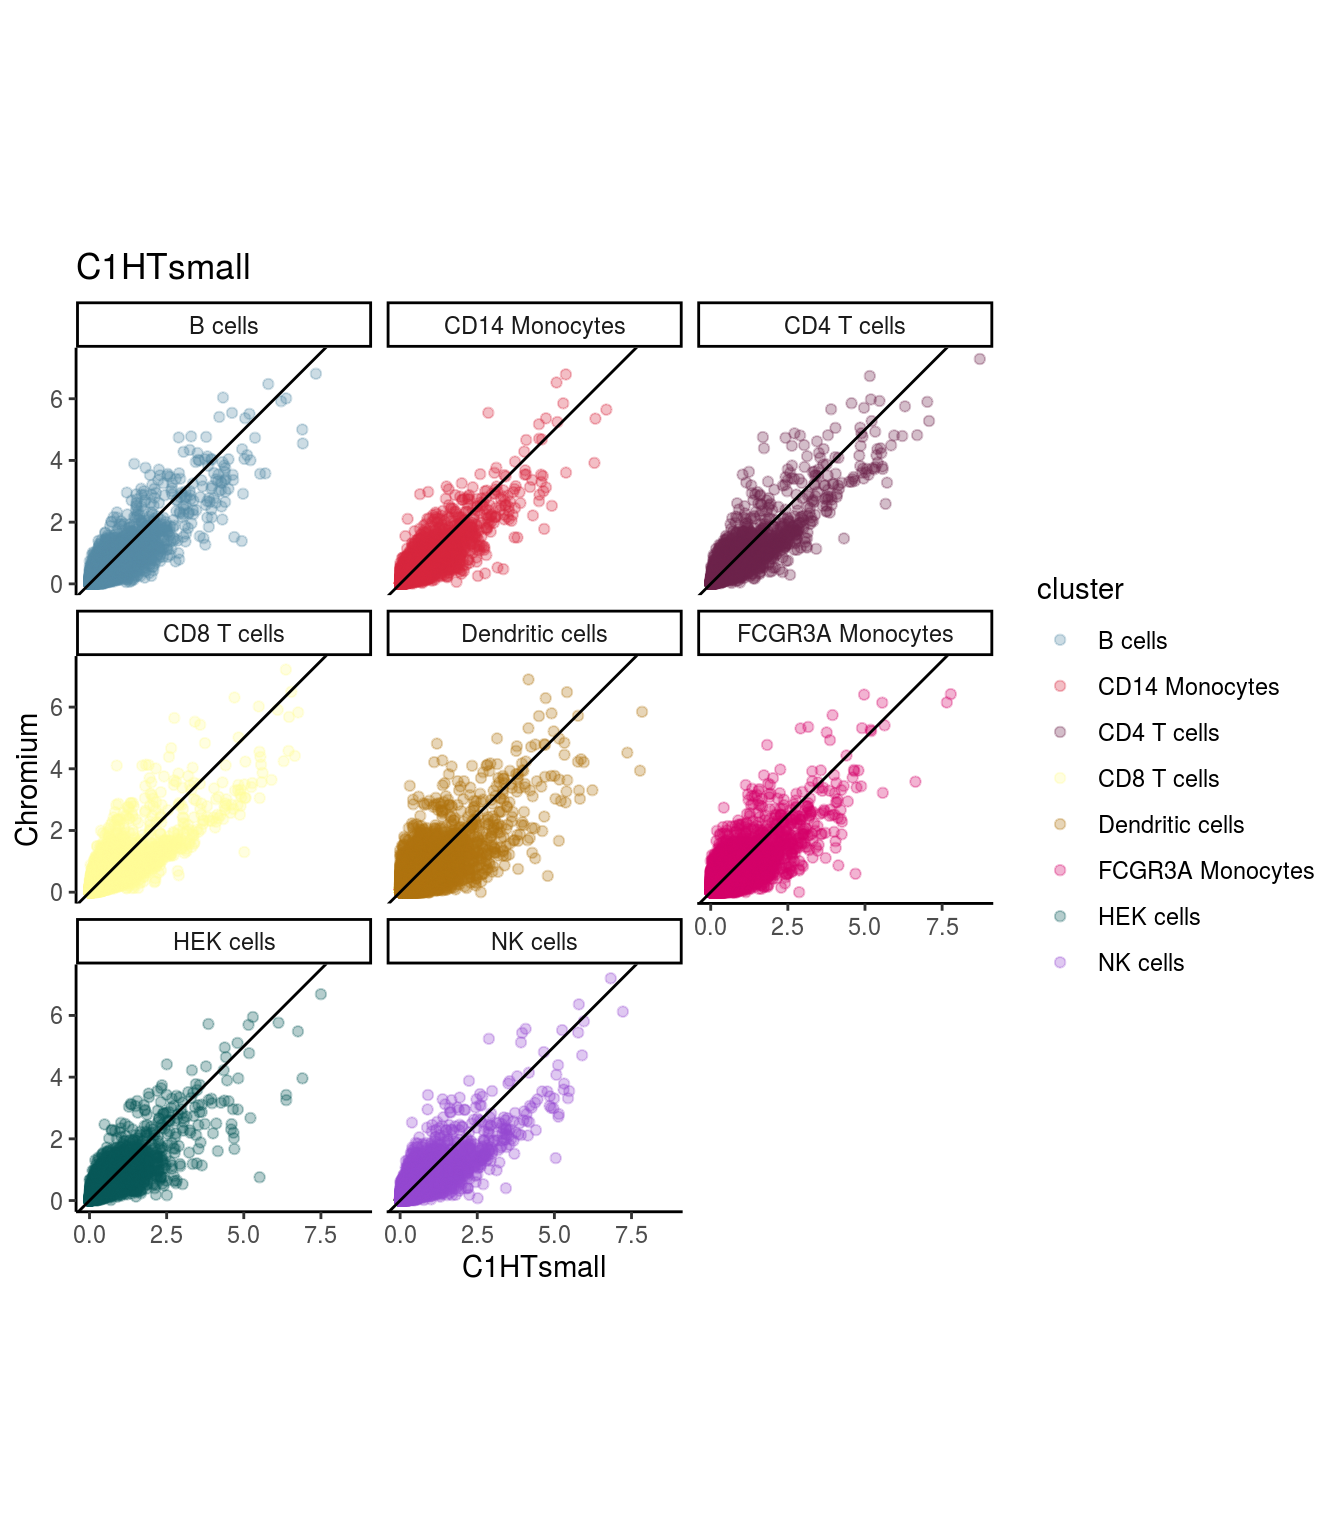 C1HTsmall
B cells
CD14 Monocytes
CD4 T cells
6
4
2
0
CD8 T cells
Dendritic cells
FCGR3A Monocytes
6
4
2
0
0.0 2.5 5.0 7.5
HEK cells
NK cells
6
4
2
0
0.0 2.5 5.0 7.5
0.0 2.5 5.0 7.5
C1HTsmall
Chromium
cluster
B cells
CD14 Monocytes
CD4 T cells
CD8 T cells
Dendritic cells
FCGR3A Monocytes
HEK cells
NK cells